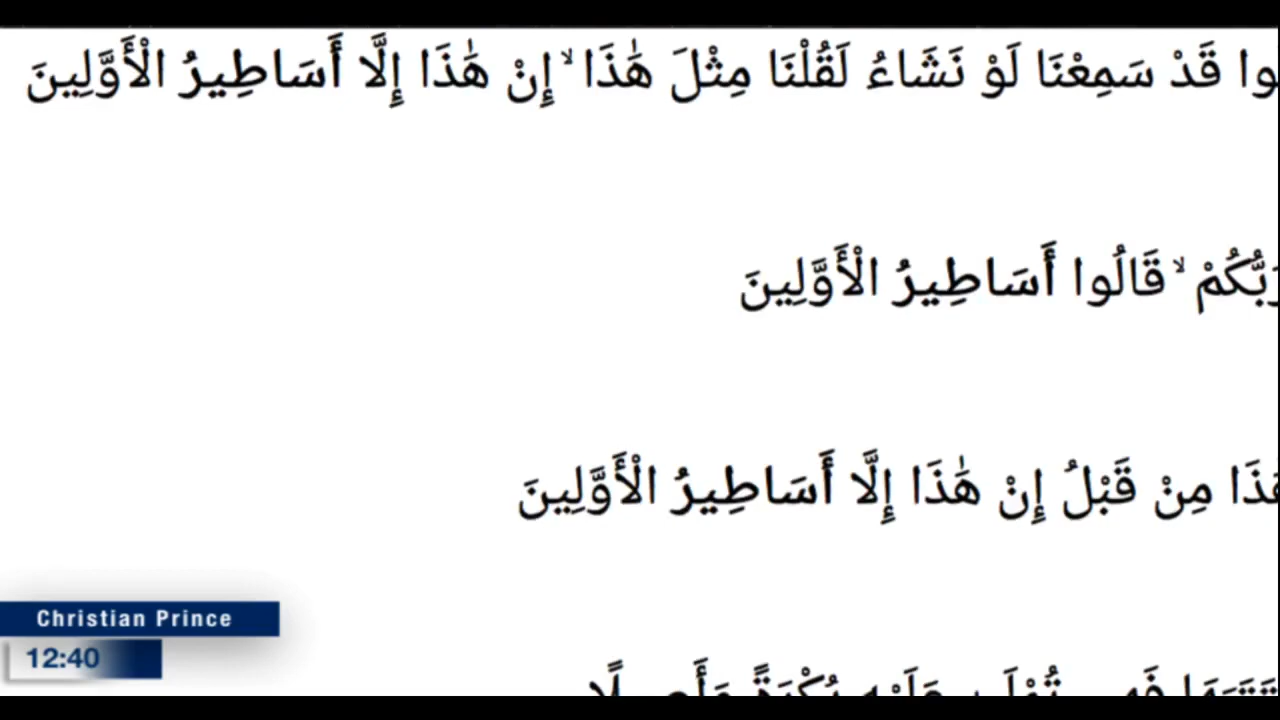 قَدْ سَمِعْنَا لَوْ نَشَاءُ لَقُلْنَا مِثْلَ هَٰذَا ۙ إِنْ هَٰذَا إِلَّا أَسَاطِيرُ الْأَوَّلِينَ
رَبُّكُمْ ۙ قَالُوا أَسَاطِيرُ الْأَوَّلِينَ
هَٰذَا مِنْ قَبْلُ إِنْ هَٰذَا إِلَّا أَسَاطِيرُ الْأَوَّلِينَ
Christian Prince
12:40